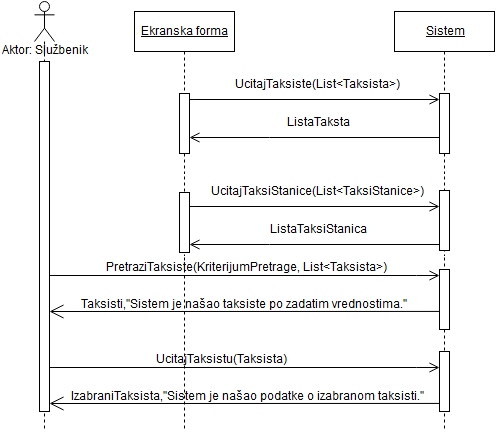 Ekranska forma
Sistem
Aktor: Službenik
UcitajTaksiste(List<Taksista>)
ListaTaksta
UcitajTaksiStanice(List<TaksiStanice>)
ListaTaksiStanica
PretraziTaksiste(KriterijumPretrage, List<Taksista>)
Taksisti,"Sistem je našao taksiste po zadatim vrednostima."
UcitajTaksistu(Taksista)
IzabraniTaksista,"Sistem je našao podatke o izabranom taksisti."